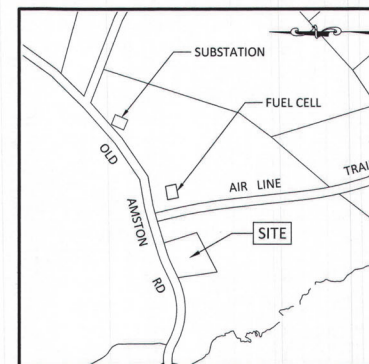 SUBSTATION
FUEL CELL
OLD
AMSTON
RD
AIR LINE
TRAI
SITE